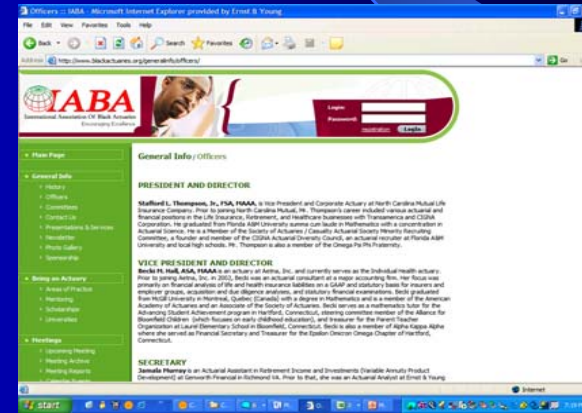 Officers :: IABA - Microsoft Internet Explorer provided by Ernst & Young
File Edit View Favorites Tools Help
Back Search Favorites
Address http://www.blackactuaries.org/generalinfo/officers/ Go
IABA
International Association Of Black Actuaries
Encouraging Excellence
Login:
Password:
registration Login
Main Page
General Info / Officers
General Info
History
Officers
Committees
Contact Us
Presentations & Services
Newsletter
Photo Gallery
Sponsorship
Being an Actuary
Areas of Practice
Mentoring
Scholarships
Universities
Meetings
Upcoming Meeting
Meeting Archive
Meeting Reports
PRESIDENT AND DIRECTOR
Stafford L. Thompson, Jr., FSA, MAAA, is Vice President and Corporate Actuary at North Carolina Mutual Life
Insurance Company. Prior to joining North Carolina Mutual, Mr. Thompson's career included various actuarial and
financial positions in the Life Insurance, Retirement, and Healthcare businesses with Transamerica and CIGNA
Corporation. He graduated from Florida A&M University summa cum laude in Mathematics with a concentration in
Actuarial Science. He is a Member of the Society of Actuaries / Casualty Actuarial Society Minority Recruiting
Committee, a founder and member of the CIGNA Actuarial Diversity Council, an actuarial recruiter at Florida A&M
University and local high schools. Mr. Thompson is also a member of the Omega Psi Phi Fraternity.
VICE PRESIDENT AND DIRECTOR
Becki M. Hall, ASA, MAAA is an actuary at Aetna, Inc. and currently serves as the Individual Health actuary.
Prior to joining Aetna, Inc. in 2002, Becki was an actuarial consultant at a major accounting firm. Her focus was
primarily on financial analysis of life and health insurance liabilities on a GAAP and statutory basis for insurers and
employer groups, acquisition and due diligence analyses, and statutory financial examinations. Becki graduated
from McGill University in Montreal, Quebec (Canada) with a degree in Mathematics and is a member of the American
Academy of Actuaries and an Associate of the Society of Actuaries. Becki serves as a mathematics tutor for the
Advancing Student Achievement program in Hartford, Connecticut, steering committee member of the Alliance for
Bloomfield Children (which focuses on early childhood education), and treasurer for the Parent Teacher
Organization at Laurel Elementary School in Bloomfield, Connecticut. Becki is also a member of Alpha Kappa Alpha
where she served as Financial Secretary and Treasurer for the Epsilon Omicron Omega Chapter of Hartford,
Connecticut.
SECRETARY
Jamala Murray is an Actuarial Assistant in Retirement Income and Investments (Variable Annuity Product
Development) at Genworth Financial in Richmond VA. Prior to that, she was an Actuarial Analyst at Ernst & Young
Internet
start